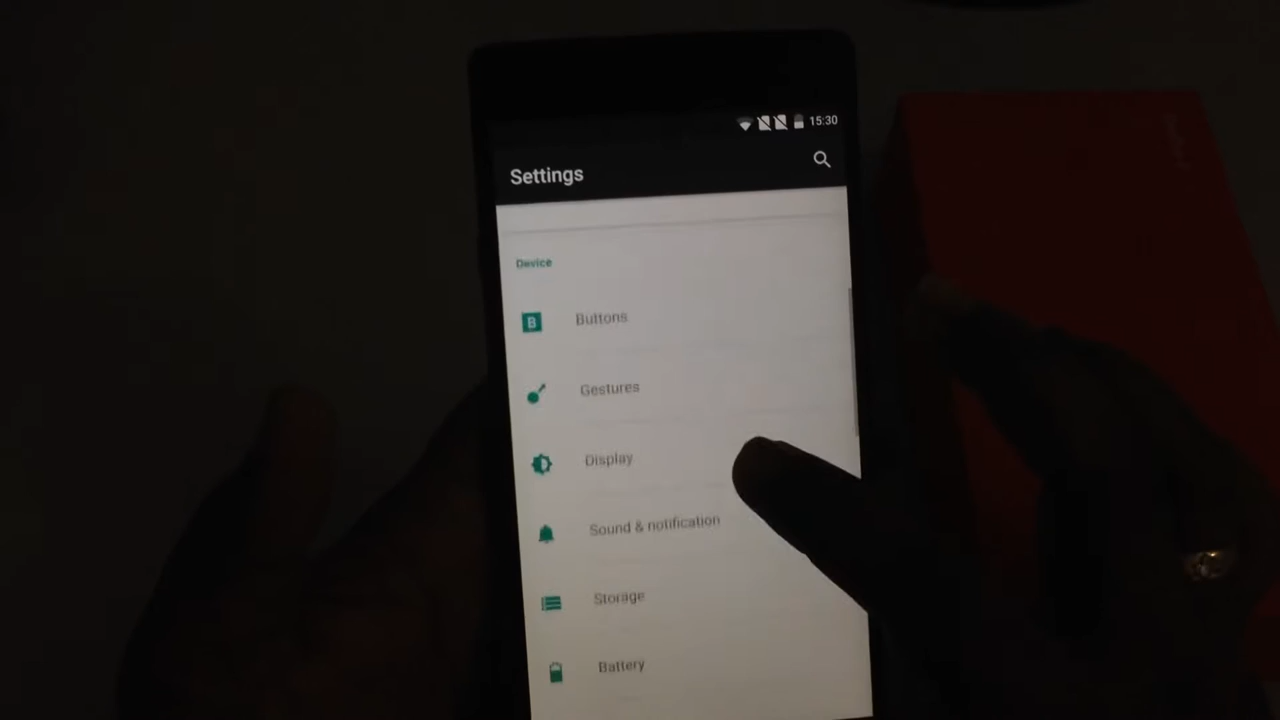 15:30
Settings
Device
B
Buttons
Gestures
Display
Sound & notification
Storage
Battery